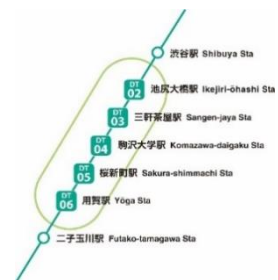 渋谷駅 Shibuya Sta
DT 02 池尻大橋駅 Ikejiri-ōhashi Sta
DT 03 三軒茶屋駅 Sangen-jaya Sta
DT 04 駒沢大学駅 Komazawa-daigaku Sta
DT 05 桜新町駅 Sakura-shimmachi Sta
DT 06 用賀駅 Yōga Sta
二子玉川駅 Futako-tamagawa Sta